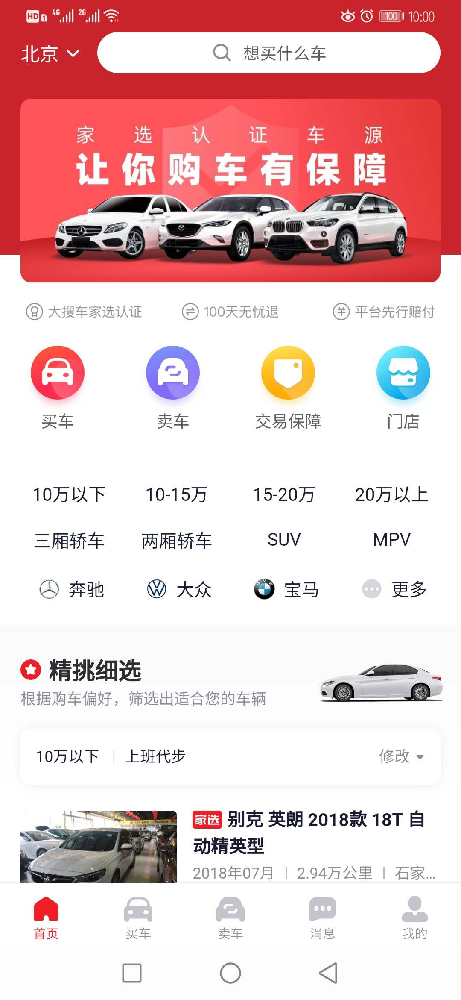 HD 1 4G 2G 100 10:00
北京 想买什么车
家选认证车源
让你购车有保障
大搜车家选认证 100天无忧退 平台先行赔付
买车 卖车 交易保障 门店
10万以下 10-15万 15-20万 20万以上
三厢轿车 两厢轿车 SUV MPV
奔驰 大众 BMW 宝马 更多
精挑细选
根据购车偏好，筛选出适合您的车辆
10万以下 上班代步 修改
家选 别克 英朗 2018款 18T 自
动精英型
2018年07月 2.94万公里 石家...
首页 买车 卖车 消息 我的